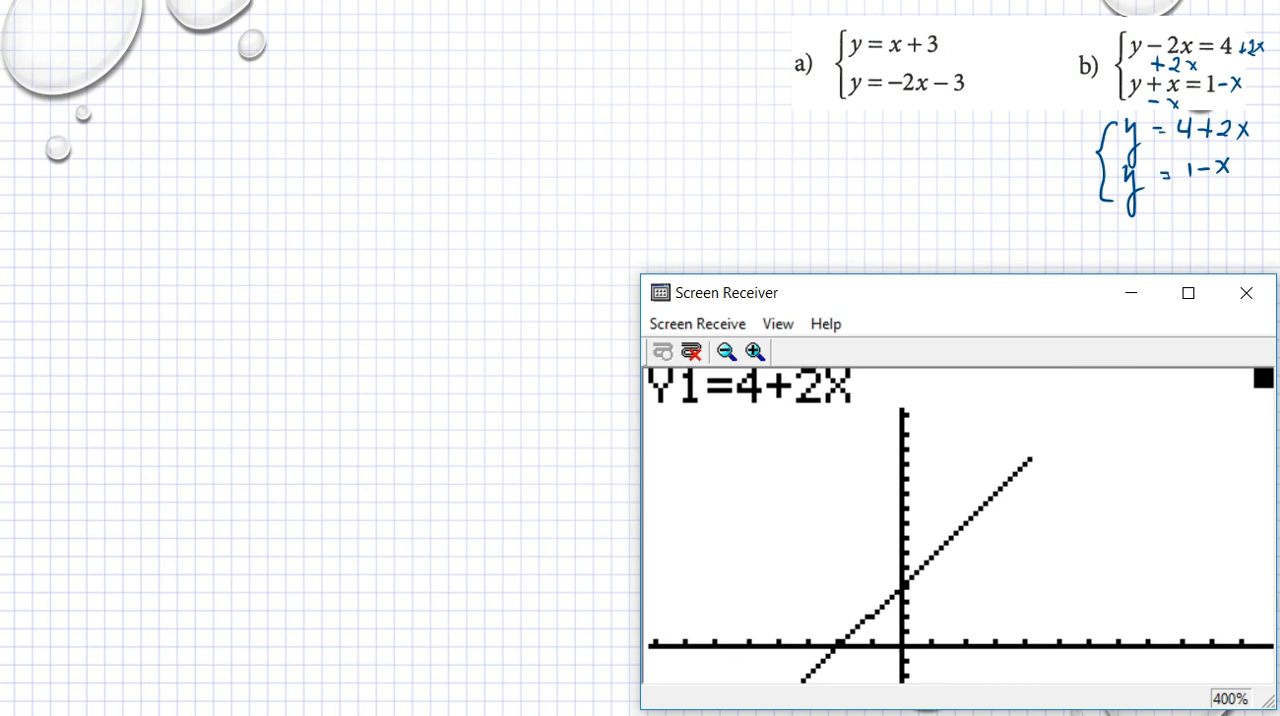 a) y = x + 3
y = −2x − 3
b) y − 2x = 4 +2x
+2x
y + x = 1 −x
− x
y = 4+2x
y = 1−x
Screen Receiver
Screen Receive View Help
Y1=4+2X
400%